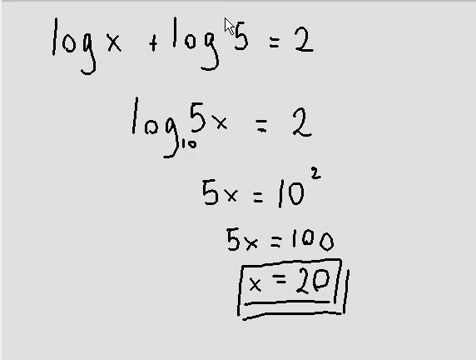 log x + log 5 = 2
log₁₀ 5x = 2
5x = 10²
5x = 100
x = 20